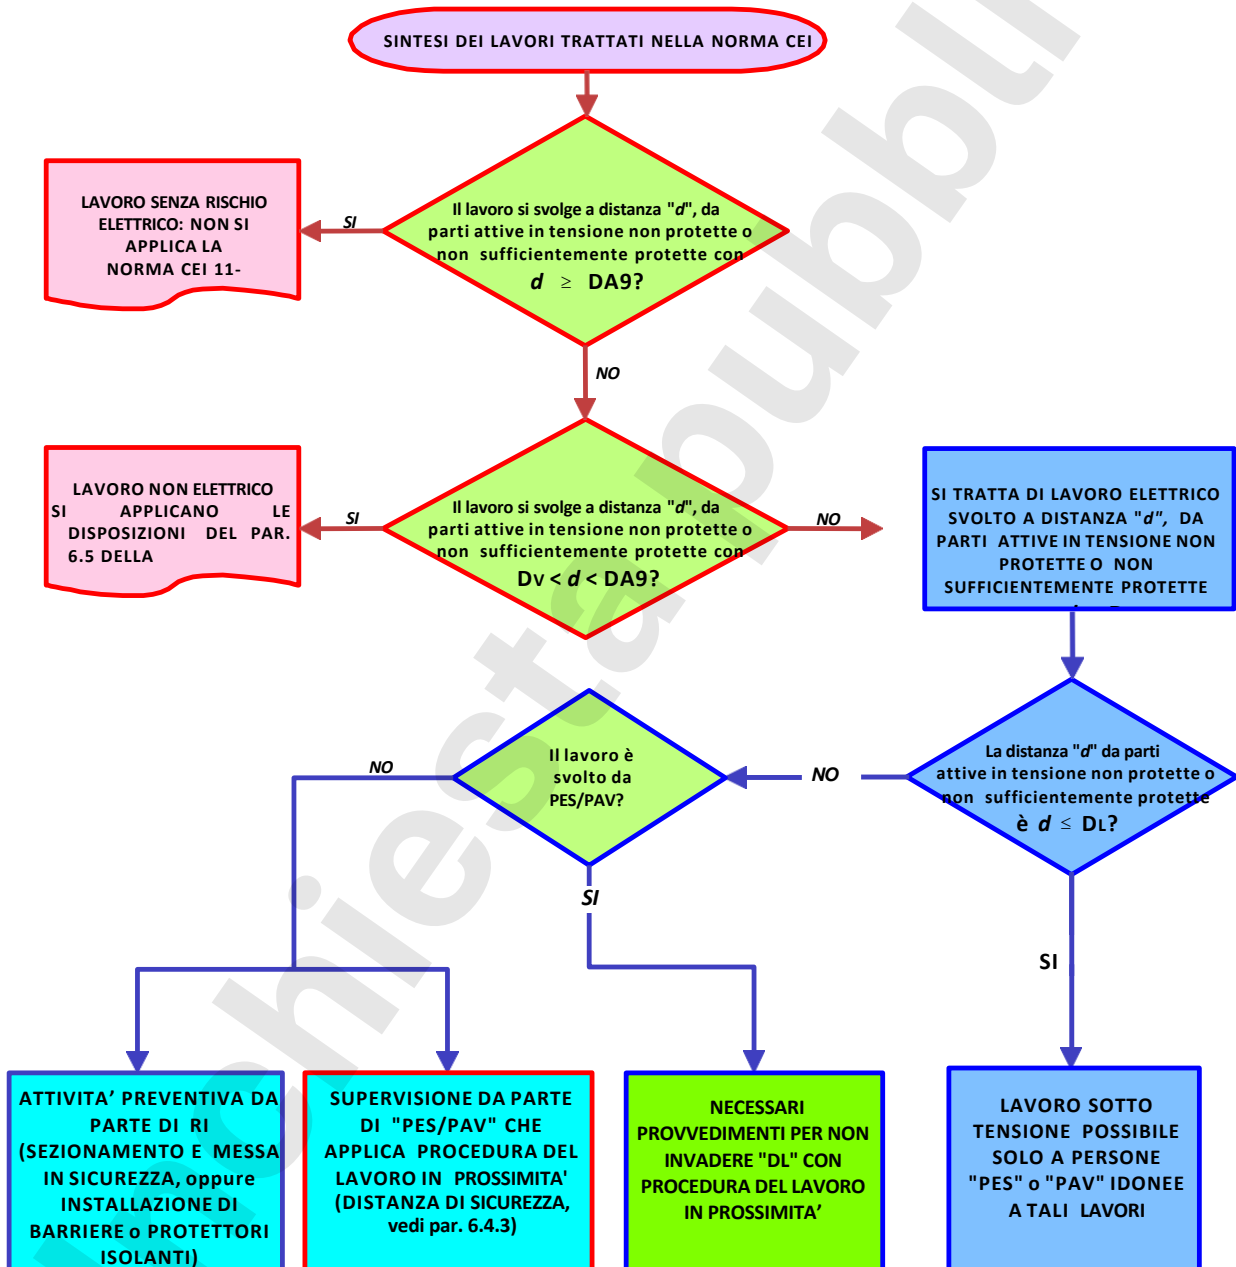 SINTESI DEI LAVORI TRATTATI NELLA NORMA CEI
LAVORO SENZA RISCHIO
ELETTRICO: NON SI
APPLICA LA
NORMA CEI 11-
SI
Il lavoro si svolge a distanza "d", da
parti attive in tensione non protette o
non sufficientemente protette con
d ≥ DA9?
NO
LAVORO NON ELETTRICO
SI APPLICANO LE
DISPOSIZIONI DEL PAR.
6.5 DELLA
SI
Il lavoro si svolge a distanza "d", da
parti attive in tensione non protette o
non sufficientemente protette con
DV < d < DA9?
NO
SI TRATTA DI LAVORO ELETTRICO
SVOLTO A DISTANZA "d", DA
PARTI ATTIVE IN TENSIONE NON
PROTETTE O NON
SUFFICIENTEMENTE PROTETTE
NO
Il lavoro è
svolto da
PES/PAV?
NO
La distanza "d" da parti
attive in tensione non protette o
non sufficientemente protette
è d ≤ DL?
SI
SI
ATTIVITA’ PREVENTIVA DA
PARTE DI RI
(SEZIONAMENTO E MESSA
IN SICUREZZA, oppure
INSTALLAZIONE DI
BARRIERE o PROTETTORI
ISOLANTI)
SUPERVISIONE DA PARTE
DI "PES/PAV" CHE
APPLICA PROCEDURA DEL
LAVORO IN PROSSIMITA'
(DISTANZA DI SICUREZZA,
vedi par. 6.4.3)
NECESSARI
PROVVEDIMENTI PER NON
INVADERE "DL" CON
PROCEDURA DEL LAVORO
IN PROSSIMITA’
LAVORO SOTTO
TENSIONE POSSIBILE
SOLO A PERSONE
"PES" o "PAV" IDONEE
A TALI LAVORI
nchiesta pubbli